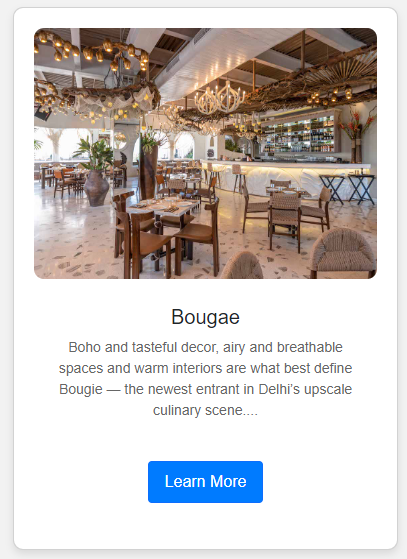 Bougae
Boho and tasteful decor, airy and breathable
spaces and warm interiors are what best define
Bougie — the newest entrant in Delhi's upscale
culinary scene....
Learn More